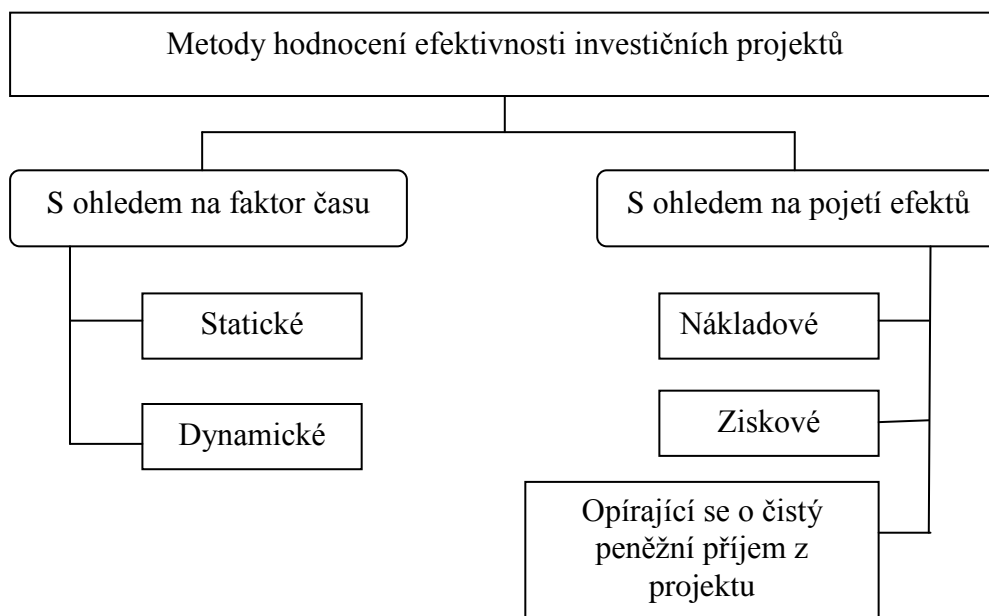 Metody hodnocení efektivnosti investičních projektů
S ohledem na faktor času
S ohledem na pojetí efektů
Statické
Nákladové
Dynamické
Ziskové
Opírající se o čistý
peněžní příjem z
projektu